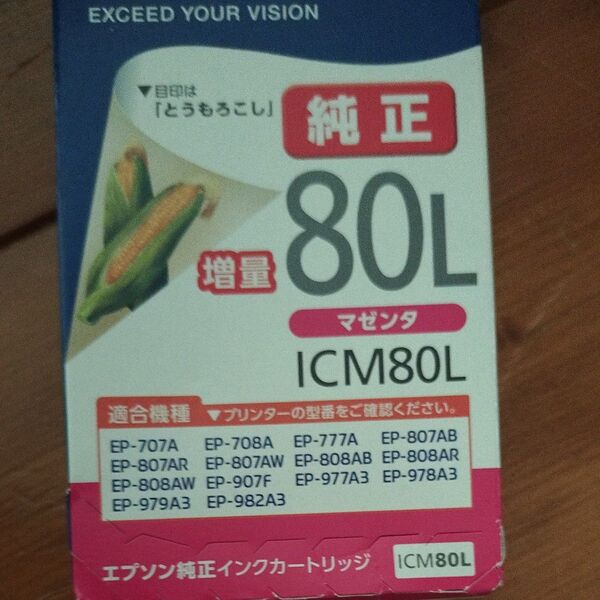 EXCEED YOUR VISION
▼目印は
「とうもろこし」
純正
80L
増量
マゼンタ
ICM80L
適合機種 ▼プリンターの型番をご確認ください。
EP-707A EP-708A EP-777A EP-807AB
EP-807AR EP-807AW EP-808AB EP-808AR
EP-808AW EP-907F EP-977A3 EP-978A3
EP-979A3 EP-982A3
エプソン純正インクカートリッジ ICM80L